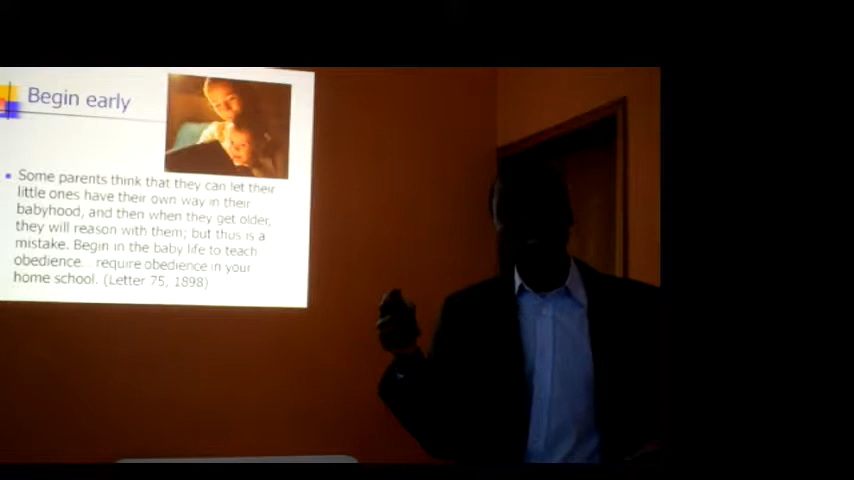 Begin early
Some parents think that they can let their
little ones have their own way in their
babyhood, and then when they get older,
they will reason with them; but thus is a
mistake. Begin in the baby life to teach
obedience... require obedience in your
home school. (Letter 75, 1898)